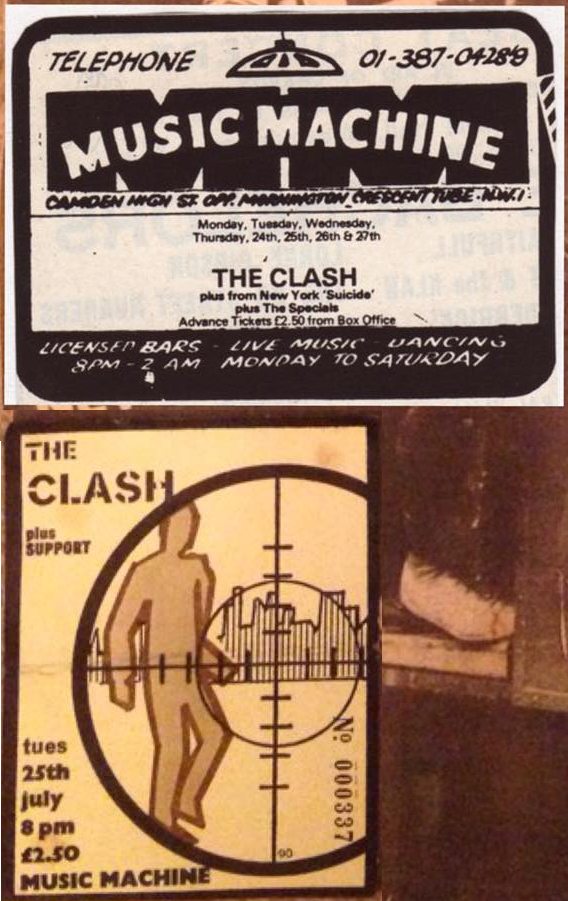 TELEPHONE 01-387-0428/9
MUSIC MACHINE
CAMDEN HIGH ST. OPP. MORNINGTON CRESCENT TUBE. N.W.1.
Monday, Tuesday, Wednesday,
Thursday, 24th, 25th, 26th & 27th
THE CLASH
plus from New York 'Suicide'
plus The Specials
Advance Tickets £2.50 from Box Office
LICENSED BARS - LIVE MUSIC - DANCING
8PM - 2 AM MONDAY TO SATURDAY
THE
CLASH
plus
SUPPORT
tues
25th
july
8 pm
£2.50
MUSIC MACHINE
No. 000337
90